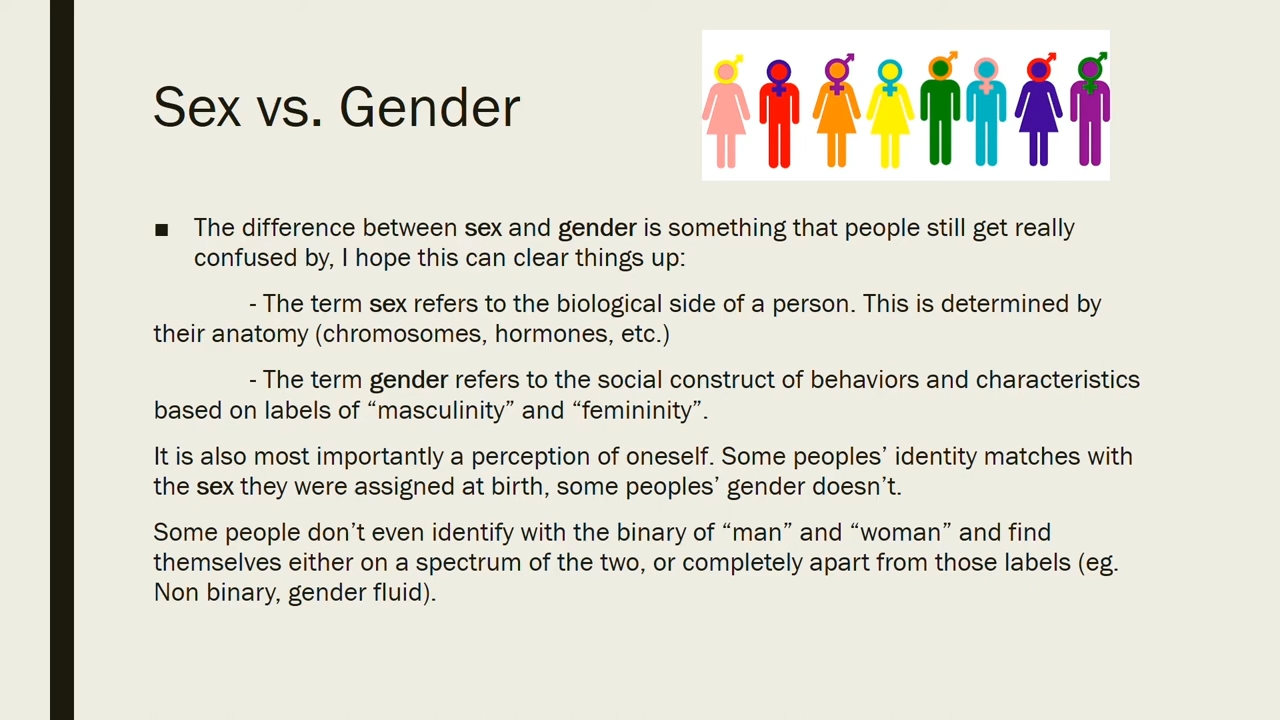 Sex vs. Gender
■ The difference between sex and gender is something that people still get really
confused by, I hope this can clear things up:
- The term sex refers to the biological side of a person. This is determined by
their anatomy (chromosomes, hormones, etc.)
- The term gender refers to the social construct of behaviors and characteristics
based on labels of “masculinity” and “femininity”.
It is also most importantly a perception of oneself. Some peoples’ identity matches with
the sex they were assigned at birth, some peoples’ gender doesn’t.
Some people don’t even identify with the binary of “man” and “woman” and find
themselves either on a spectrum of the two, or completely apart from those labels (eg.
Non binary, gender fluid).